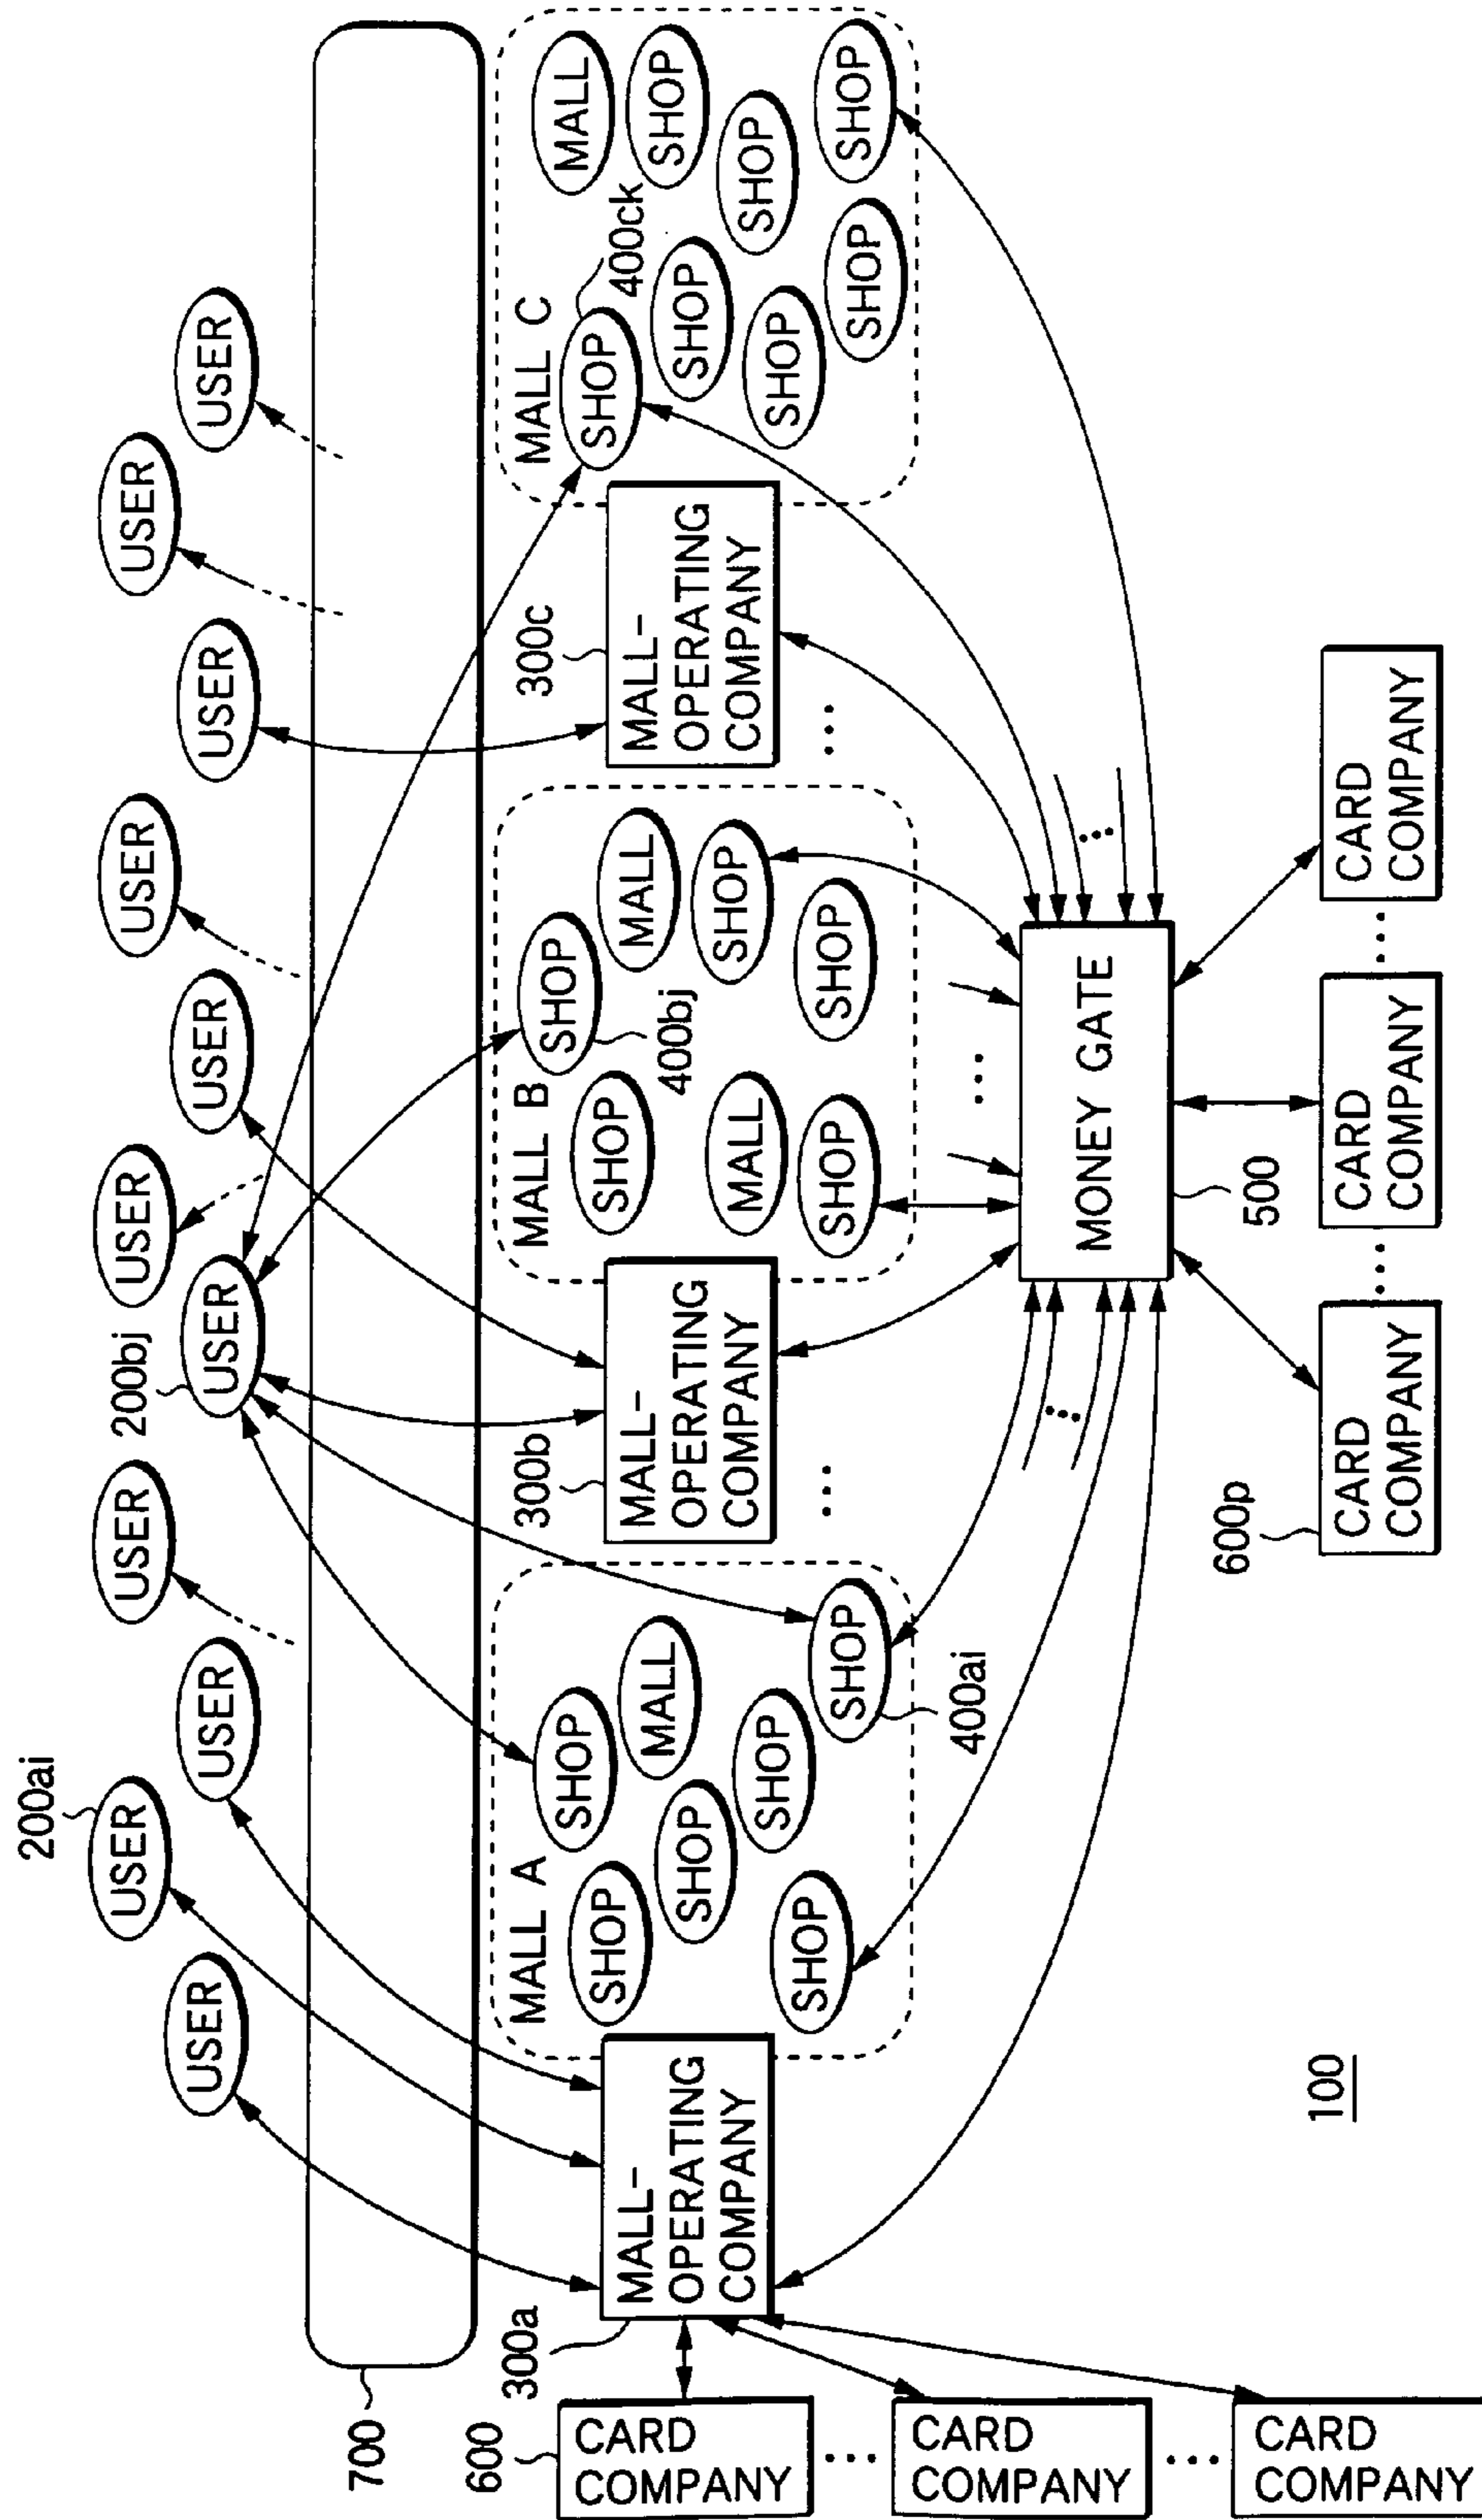 200ai
USER
USER
USER
USER
200bj
USER
USER
USER
USER
USER
USER
USER
700
600
CARD
COMPANY
CARD
COMPANY
CARD
COMPANY
300a
MALL-
OPERATING
COMPANY
MALL A
SHOP
SHOP
MALL
SHOP
SHOP
SHOP
SHOP
400ai
300b
MALL-
OPERATING
COMPANY
MALL B
SHOP
SHOP
400bj
MALL
SHOP
MALL
SHOP
SHOP
300c
MALL-
OPERATING
COMPANY
MALL C
SHOP
400ck
MALL
SHOP
SHOP
SHOP
SHOP
SHOP
SHOP
MONEY GATE
500
600p
CARD
COMPANY
CARD
COMPANY
CARD
COMPANY
100